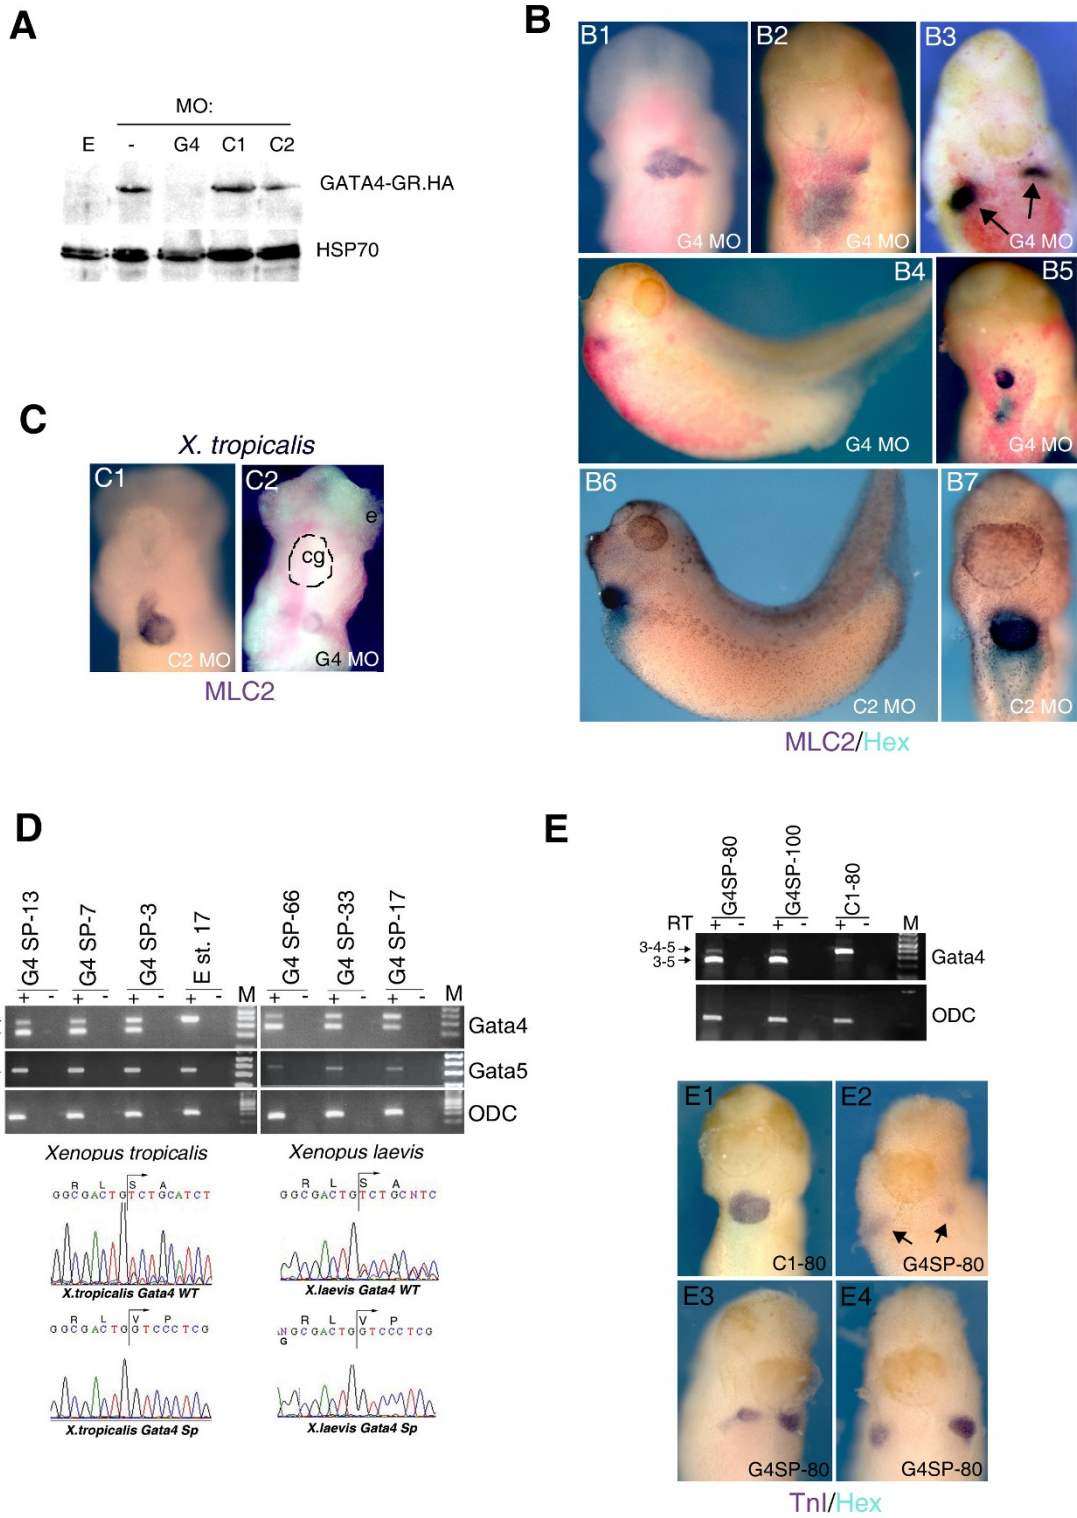 A
MO:
E - G4 C1 C2
GATA4-GR.HA
HSP70
B
B1
G4 MO
B2
G4 MO
B3
G4 MO
B4
G4 MO
B5
G4 MO
B6
C2 MO
B7
C2 MO
MLC2/Hex
C
X. tropicalis
C1
C2 MO
C2
e
cg
G4 MO
MLC2
D
G4 SP-13 G4 SP-7 G4 SP-3 E st. 17 G4 SP-66 G4 SP-33 G4 SP-17
+ - + - + - + - M + - + - + - M
Gata4
Gata5
ODC
Xenopus tropicalis
R L S A
GGCGACTGTCTGCATCT
X.tropicalis Gata4 WT
R L V P
GGCGACTGGTCCCTCG
X.tropicalis Gata4 Sp
Xenopus laevis
R L S A
GGCGACTGTCTGCNTC
X.laevis Gata4 WT
R L V P
NGCGACTGGTCCCTCG
G
X.laevis Gata4 Sp
E
G4SP-80 G4SP-100 C1-80
RT + - + - + - M
3-4-5
3-5
Gata4
ODC
E1
C1-80
E2
G4SP-80
E3
G4SP-80
E4
G4SP-80
TnI/Hex